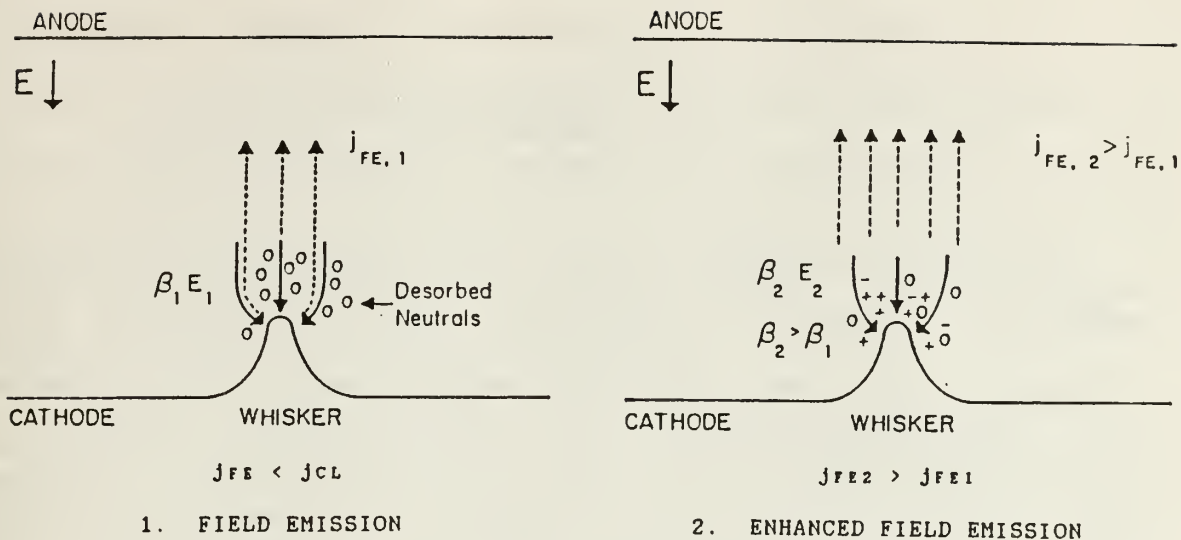 ANODE
E
j FE, 1
β1 E1
Desorbed
Neutrals
CATHODE WHISKER
jFE < jCL
1. FIELD EMISSION
ANODE
E
j FE, 2 > j FE, 1
β2 E2
β2 > β1
CATHODE WHISKER
jFE2 > jFE1
2. ENHANCED FIELD EMISSION